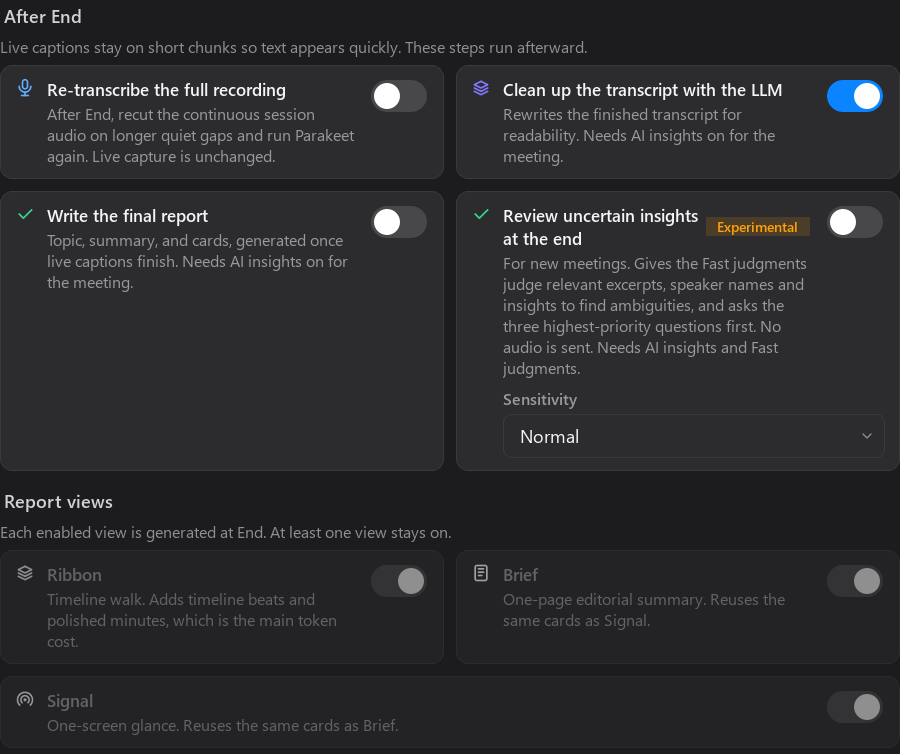 After End
Live captions stay on short chunks so text appears quickly. These steps run afterward.
Re-transcribe the full recording
After End, recut the continuous session
audio on longer quiet gaps and run Parakeet
again. Live capture is unchanged.
Clean up the transcript with the LLM
Rewrites the finished transcript for
readability. Needs AI insights on for the
meeting.
Write the final report
Topic, summary, and cards, generated once
live captions finish. Needs AI insights on for
the meeting.
Review uncertain insights
at the end
Experimental
For new meetings. Gives the Fast judgments
judge relevant excerpts, speaker names and
insights to find ambiguities, and asks the
three highest-priority questions first. No
audio is sent. Needs AI insights and Fast
judgments.
Sensitivity
Normal
Report views
Each enabled view is generated at End. At least one view stays on.
Ribbon
Timeline walk. Adds timeline beats and
polished minutes, which is the main token
cost.
Brief
One-page editorial summary. Reuses the
same cards as Signal.
Signal
One-screen glance. Reuses the same cards as Brief.